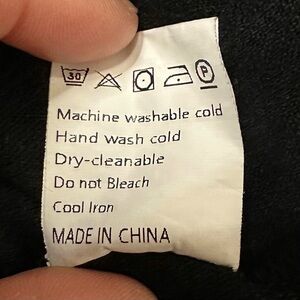 30 P
Machine washable cold
Hand wash cold
Dry-cleanable
Do not Bleach
Cool Iron
MADE IN CHINA